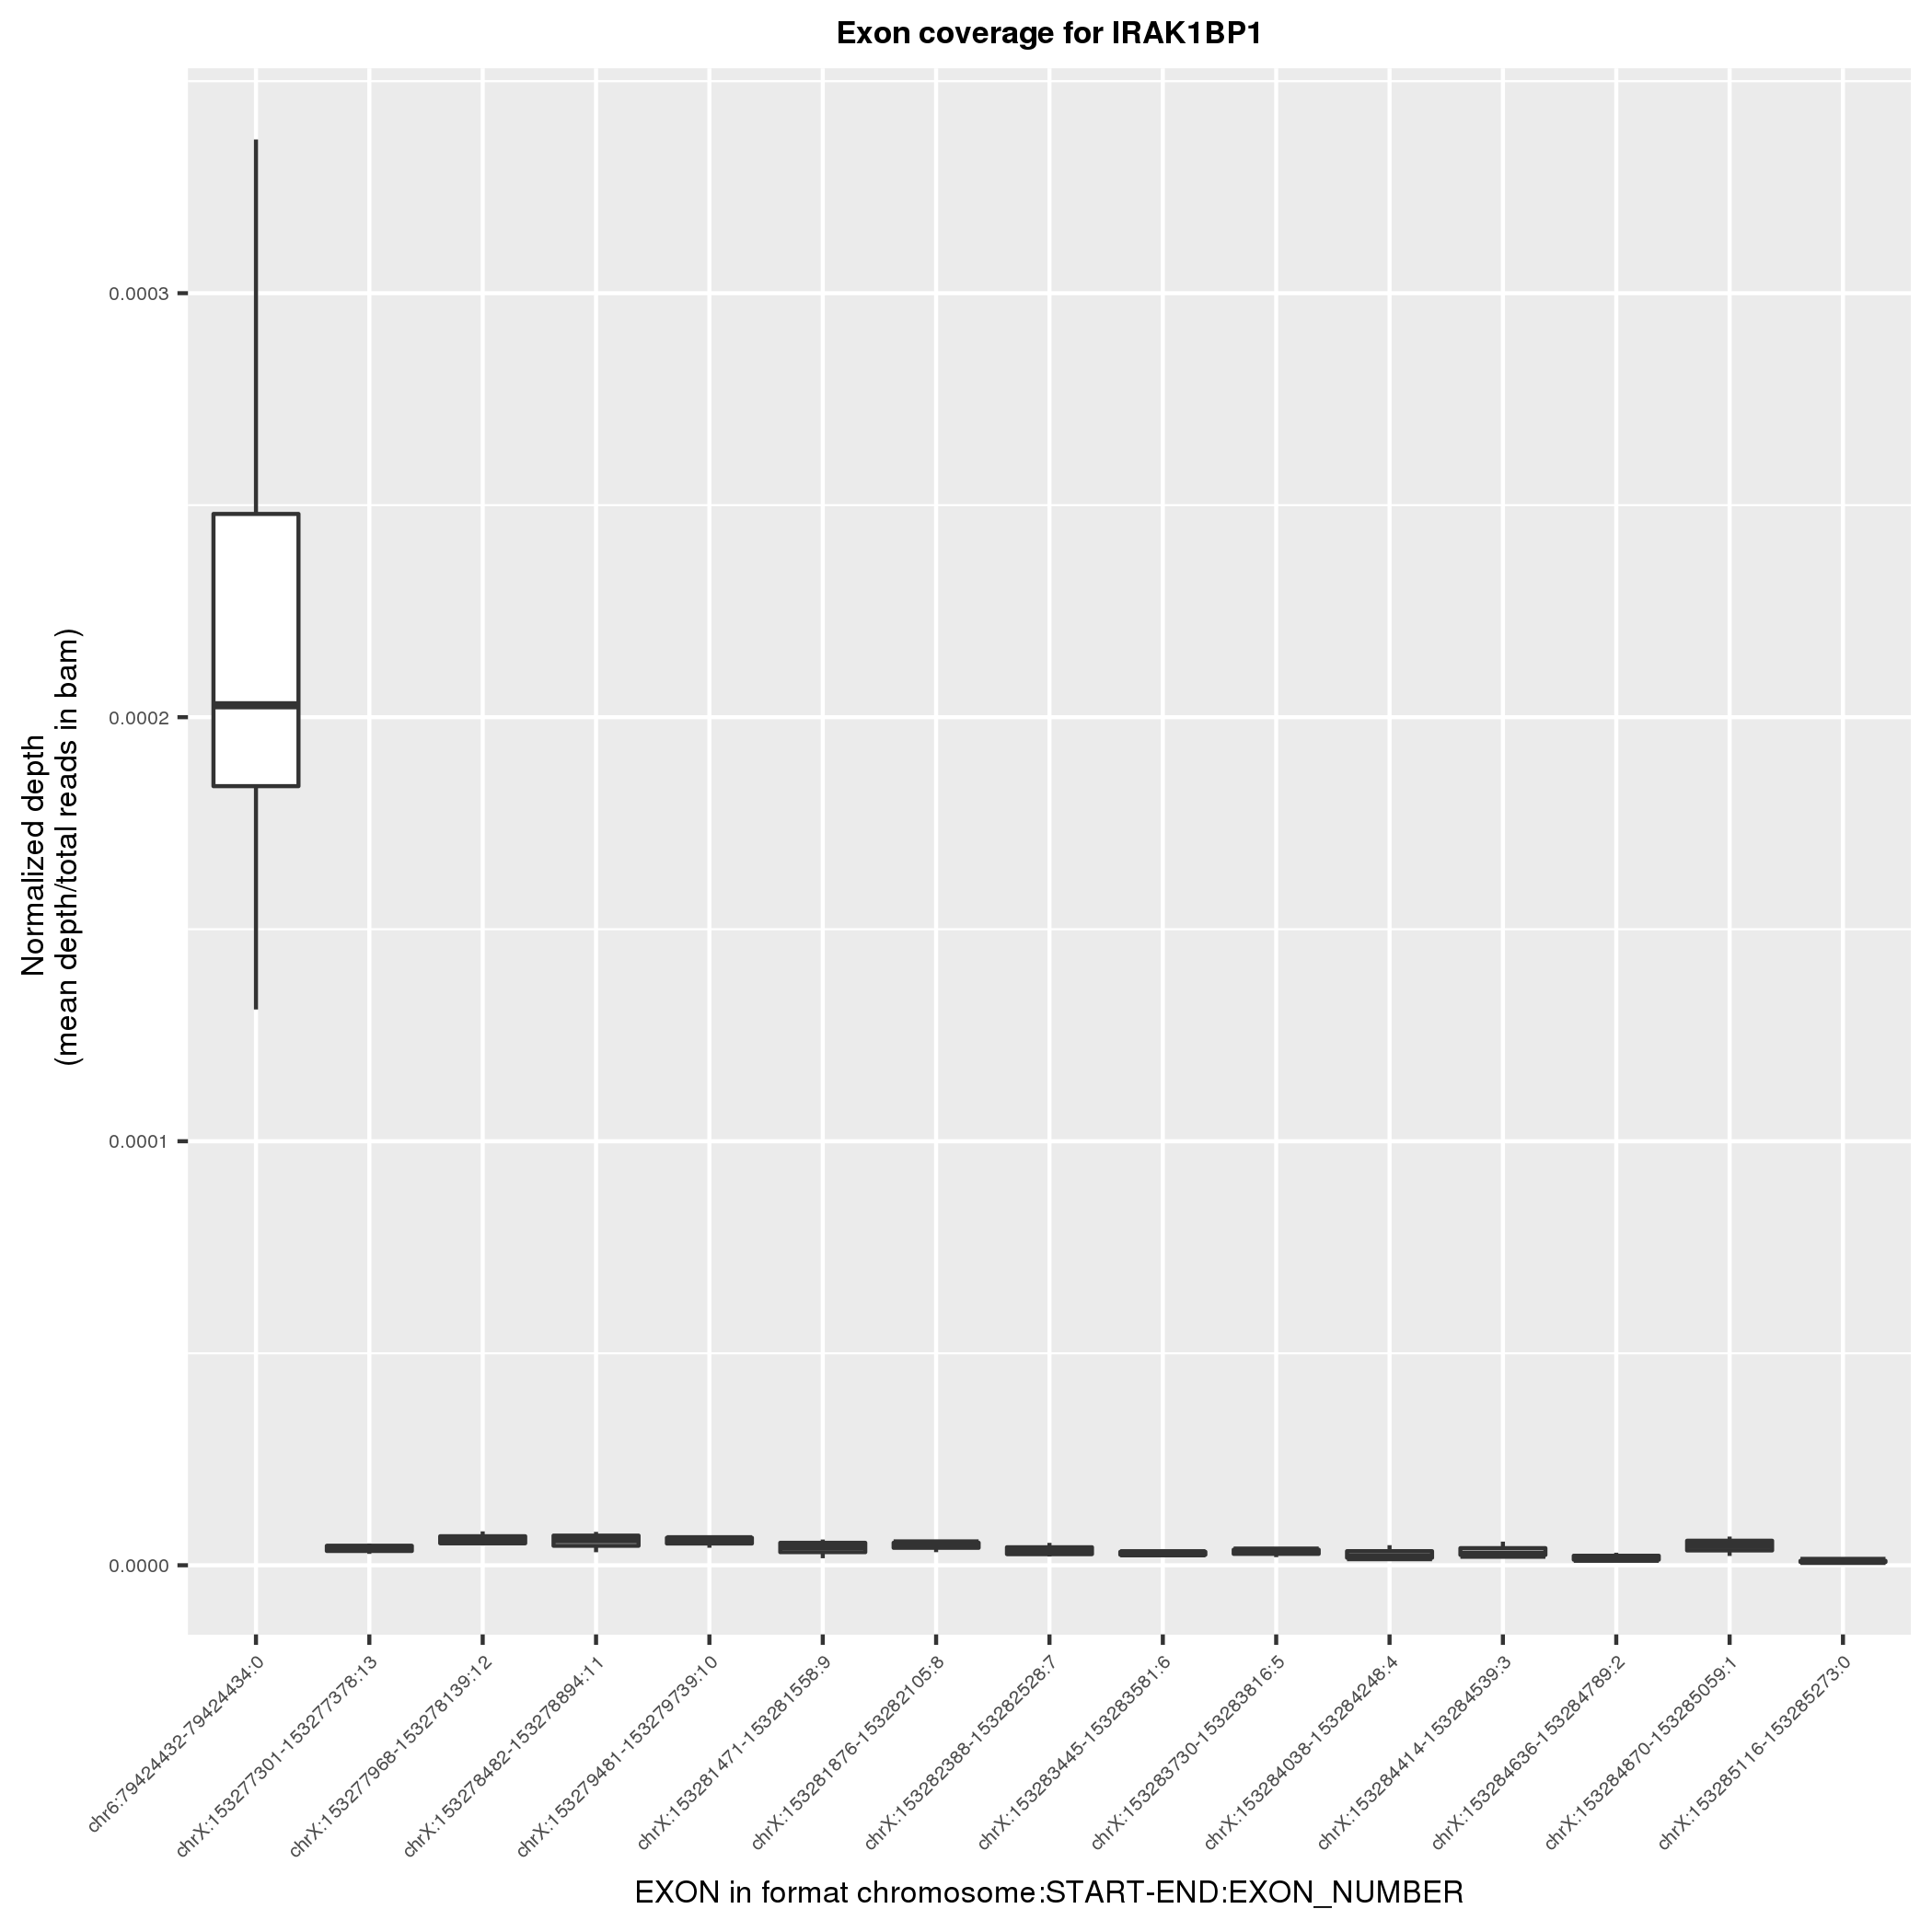 Exon coverage for IRAK1BP1
Normalized depth
(mean depth/total reads in bam)
0.0003
0.0002
0.0001
0.0000
chr6:79424432-79424434:0
chrX:153277301-153277378:13
chrX:153277968-153278139:12
chrX:153278482-153278894:11
chrX:153279481-153279739:10
chrX:153281471-153281558:9
chrX:153281876-153282105:8
chrX:153282388-153282528:7
chrX:153283445-153283581:6
chrX:153283730-153283816:5
chrX:153284038-153284248:4
chrX:153284414-153284539:3
chrX:153284636-153284789:2
chrX:153284870-153285059:1
chrX:153285116-153285273:0
EXON in format chromosome:START-END:EXON_NUMBER